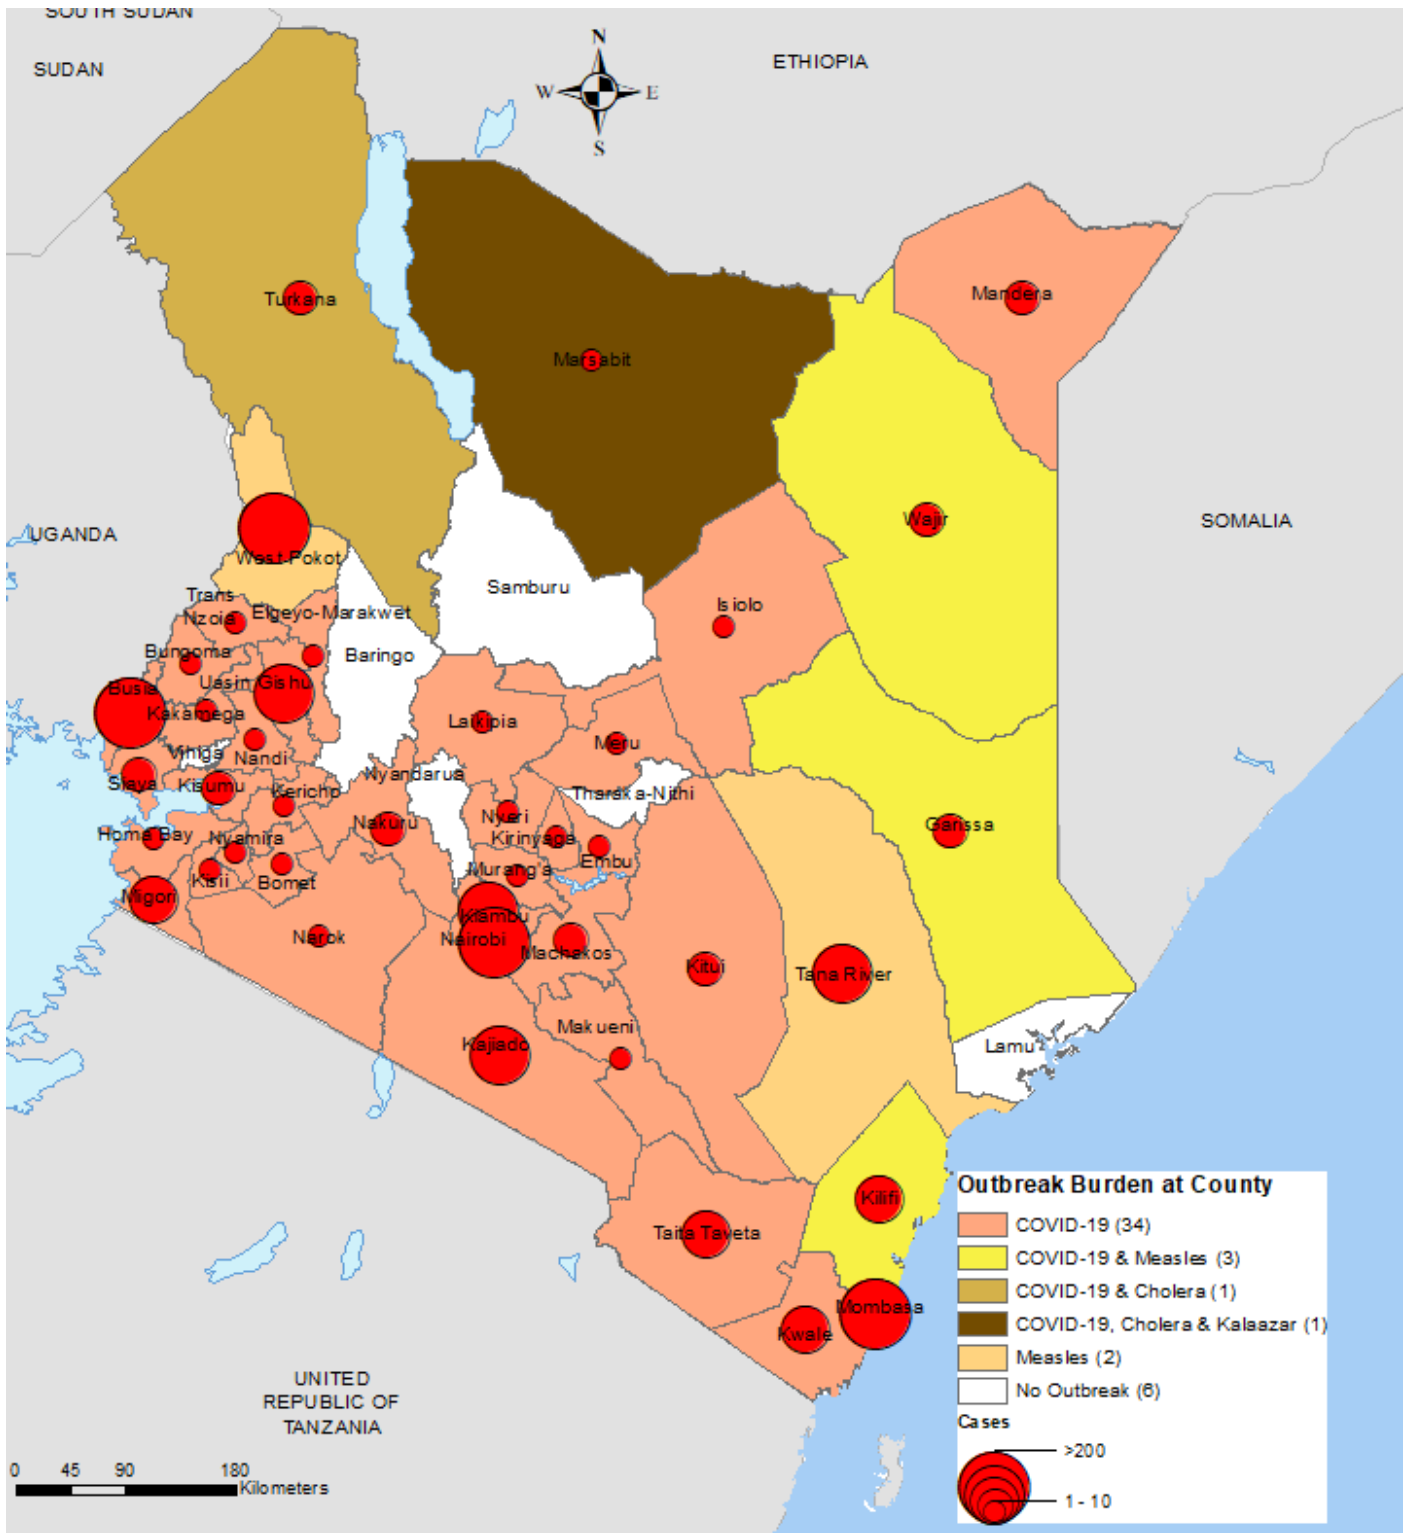 SOUTH SUDAN
SUDAN
ETHIOPIA
N
W
E
S
Turkana
Marsabit
Mandera
Wajir
UGANDA
SOMALIA
West-Pokot
Samburu
Isiolo
Trans
Nzoia
Elgeyo-Marakwet
Baringo
Bungoma
Uasin Gishu
Busia
Kakamega
Laikipia
Meru
Vihiga
Nandi
Nyandarua
Siaya
Kisumu
Kericho
Tharaka-Nithi
Nyeri
Nakuru
Kirinyaga
Garissa
Homa Bay
Nyamira
Embu
Murang'a
Kisii
Bomet
Migori
Kiambu
Narok
Nairobi
Machakos
Kitui
Tana River
Makueni
Kajiado
Lamu
Kilifi
Taita Taveta
Mombasa
Kwale
UNITED
REPUBLIC OF
TANZANIA
0 45 90 180
Kilometers
Outbreak Burden at County
COVID-19 (34)
COVID-19 & Measles (3)
COVID-19 & Cholera (1)
COVID-19, Cholera & Kalaazar (1)
Measles (2)
No Outbreak (6)
Cases
>200
1 - 10